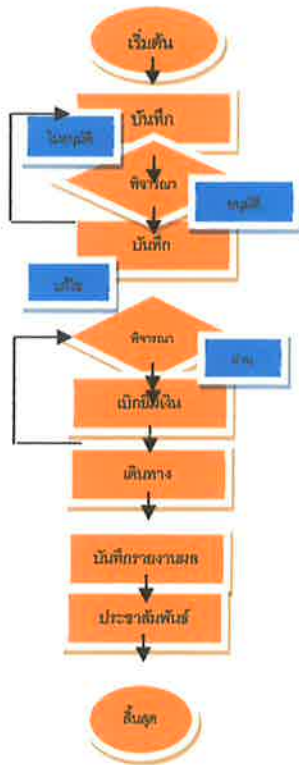 เริ่มต้น
บันทึก
ไม่อนุมัติ
พิจารณา
อนุมัติ
บันทึก
แก้ไข
พิจารณา
ผ่าน
เบิกยืมเงิน
เดินทาง
บันทึกรายงานผล
ประชาสัมพันธ์
สิ้นสุด